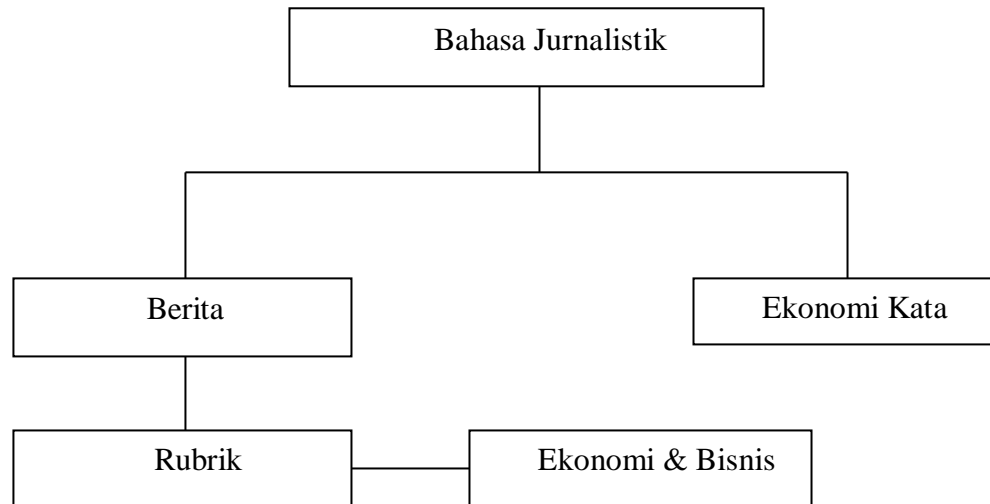 Bahasa Jurnalistik
Berita
Ekonomi Kata
Rubrik
Ekonomi & Bisnis